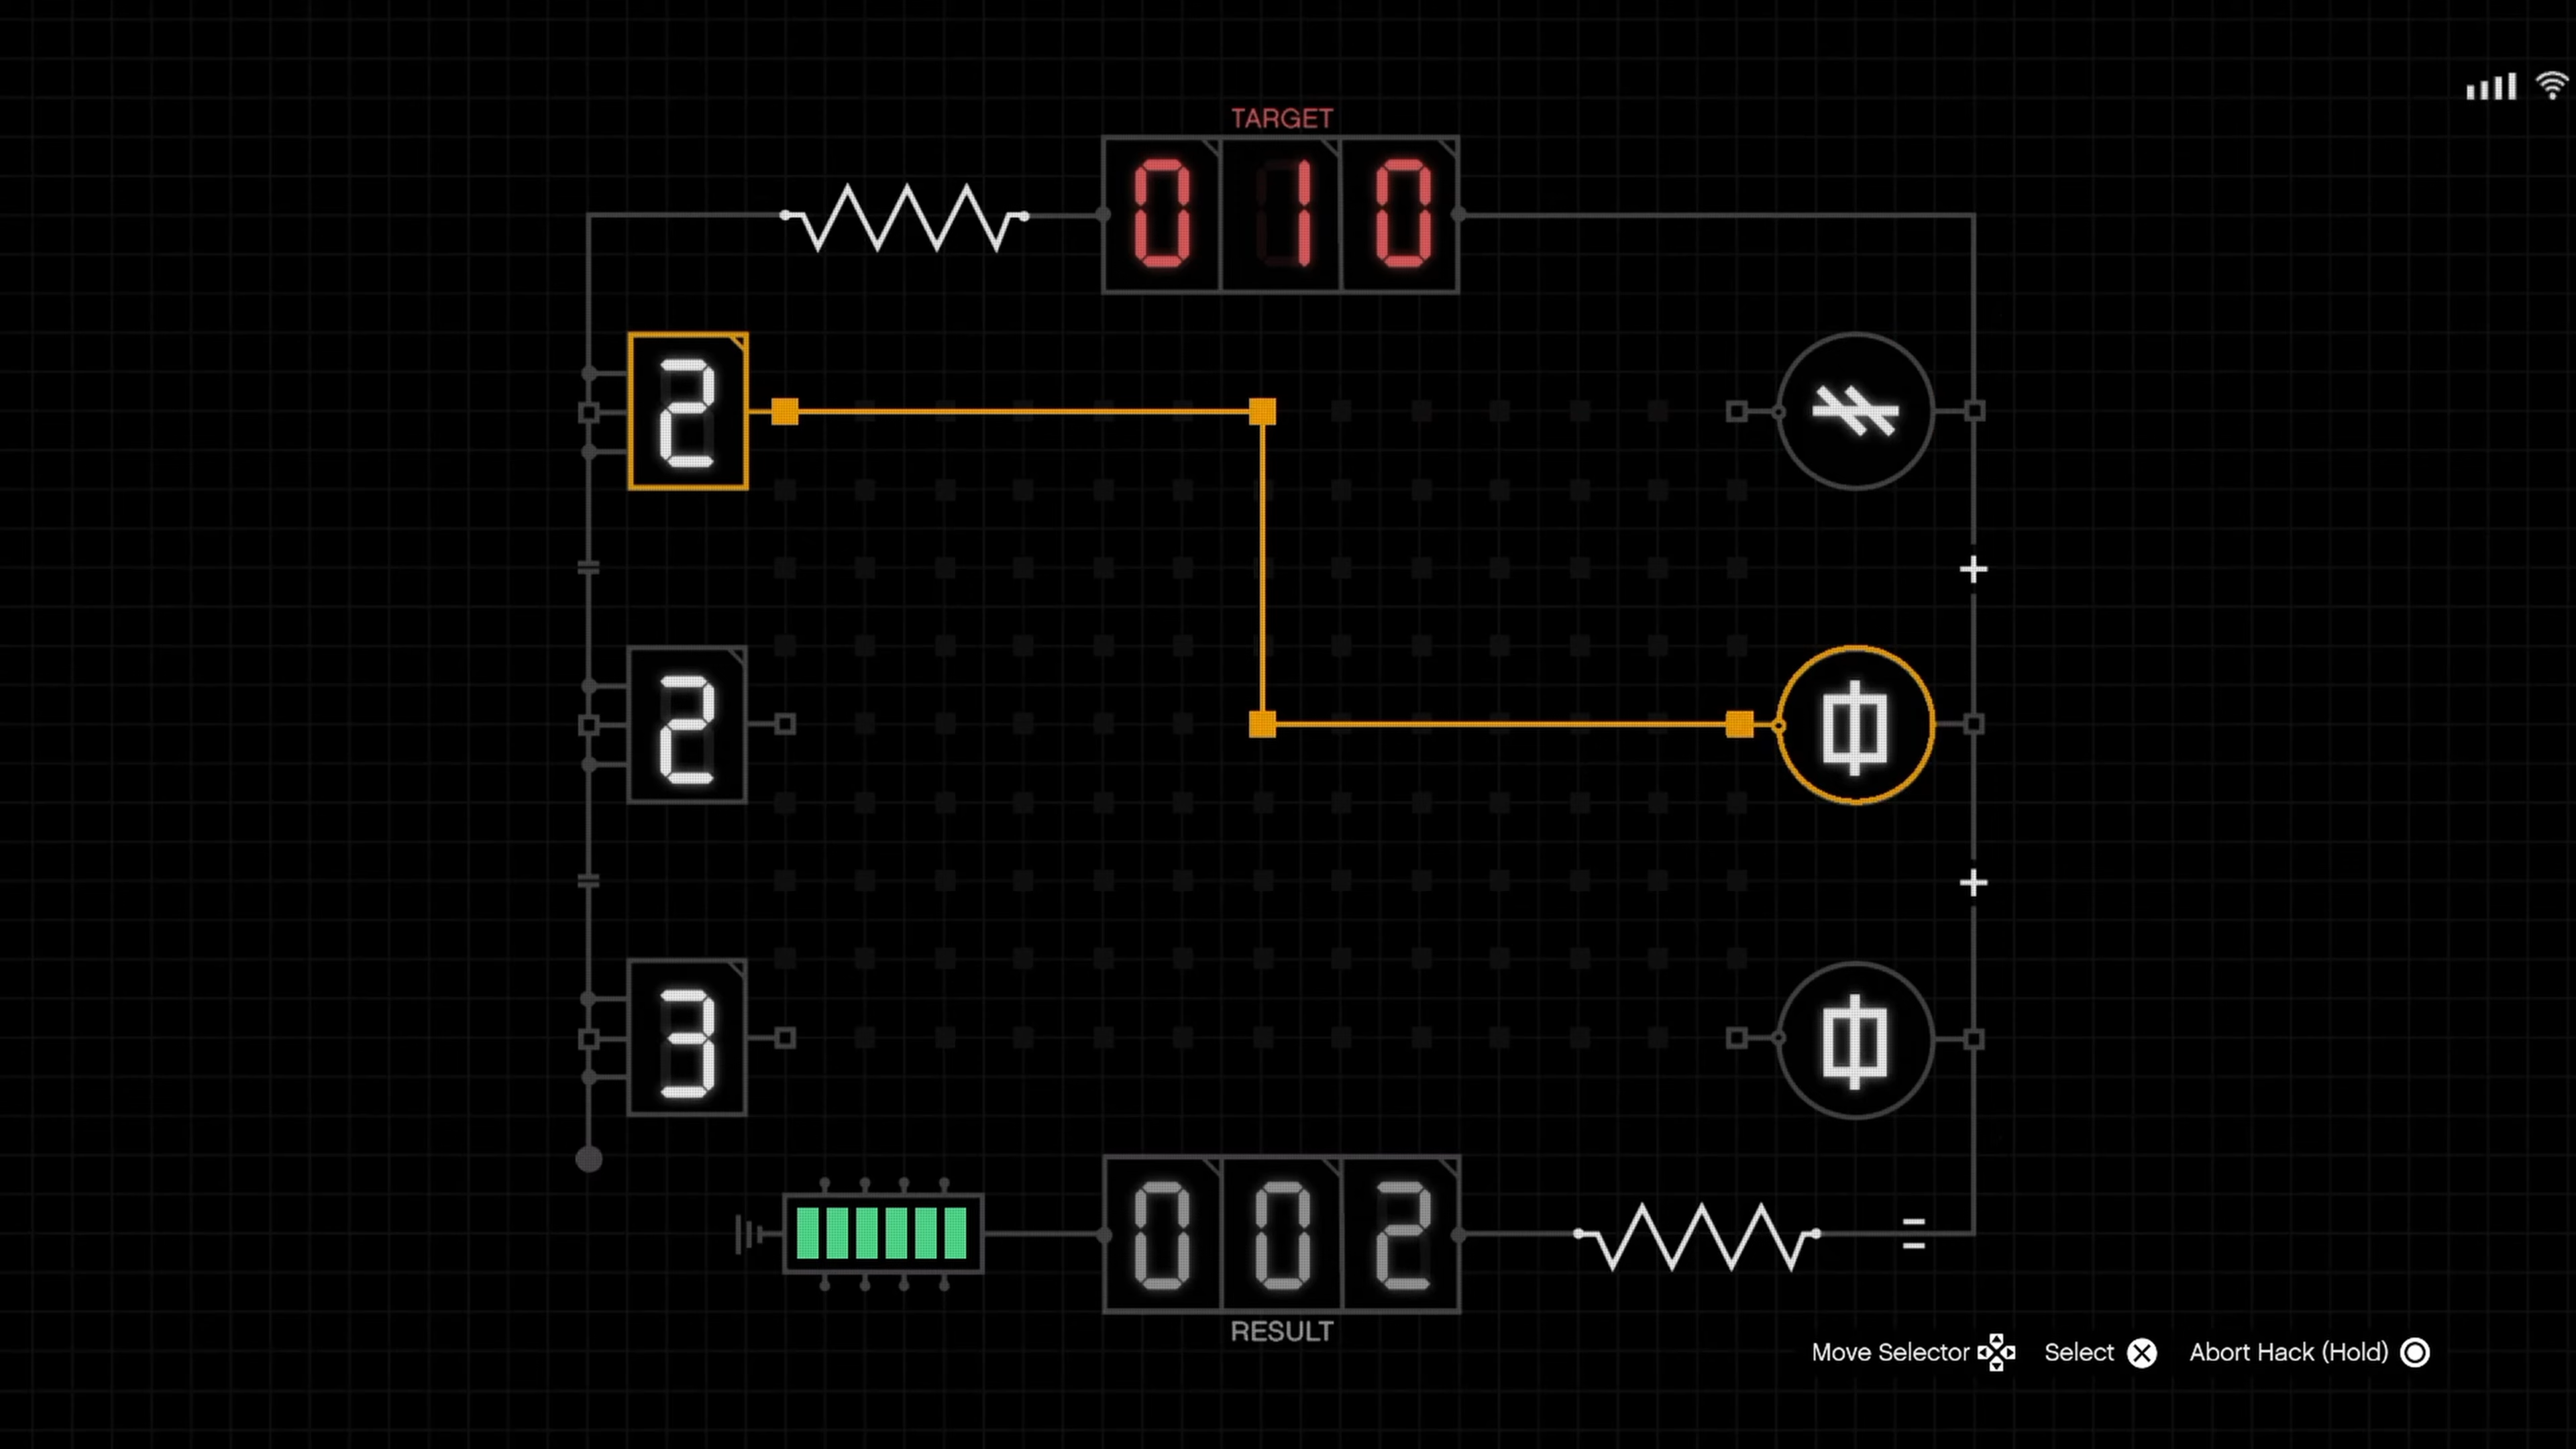 TARGET
010
2
+
2
+
3
=
002
RESULT
Move Selector Select Abort Hack (Hold)